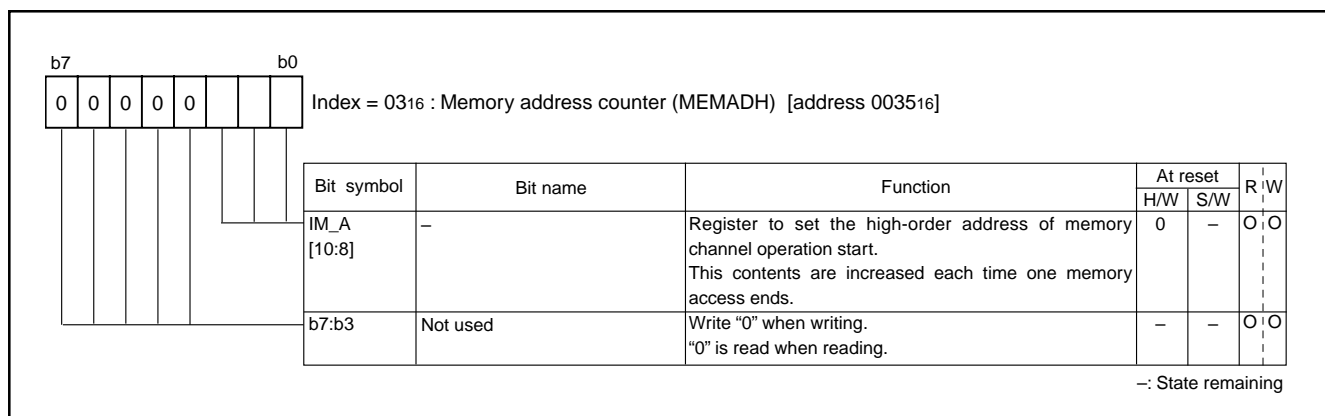 b7 b0
0 0 0 0 0 Index = 0316 : Memory address counter (MEMADH) [address 003516]
Bit symbol Bit name Function At reset R W
H/W S/W
IM_A – Register to set the high-order address of memory 0 – O O
[10:8] channel operation start.
This contents are increased each time one memory
access ends.
b7:b3 Not used Write “0” when writing. – – O O
“0” is read when reading.
–: State remaining